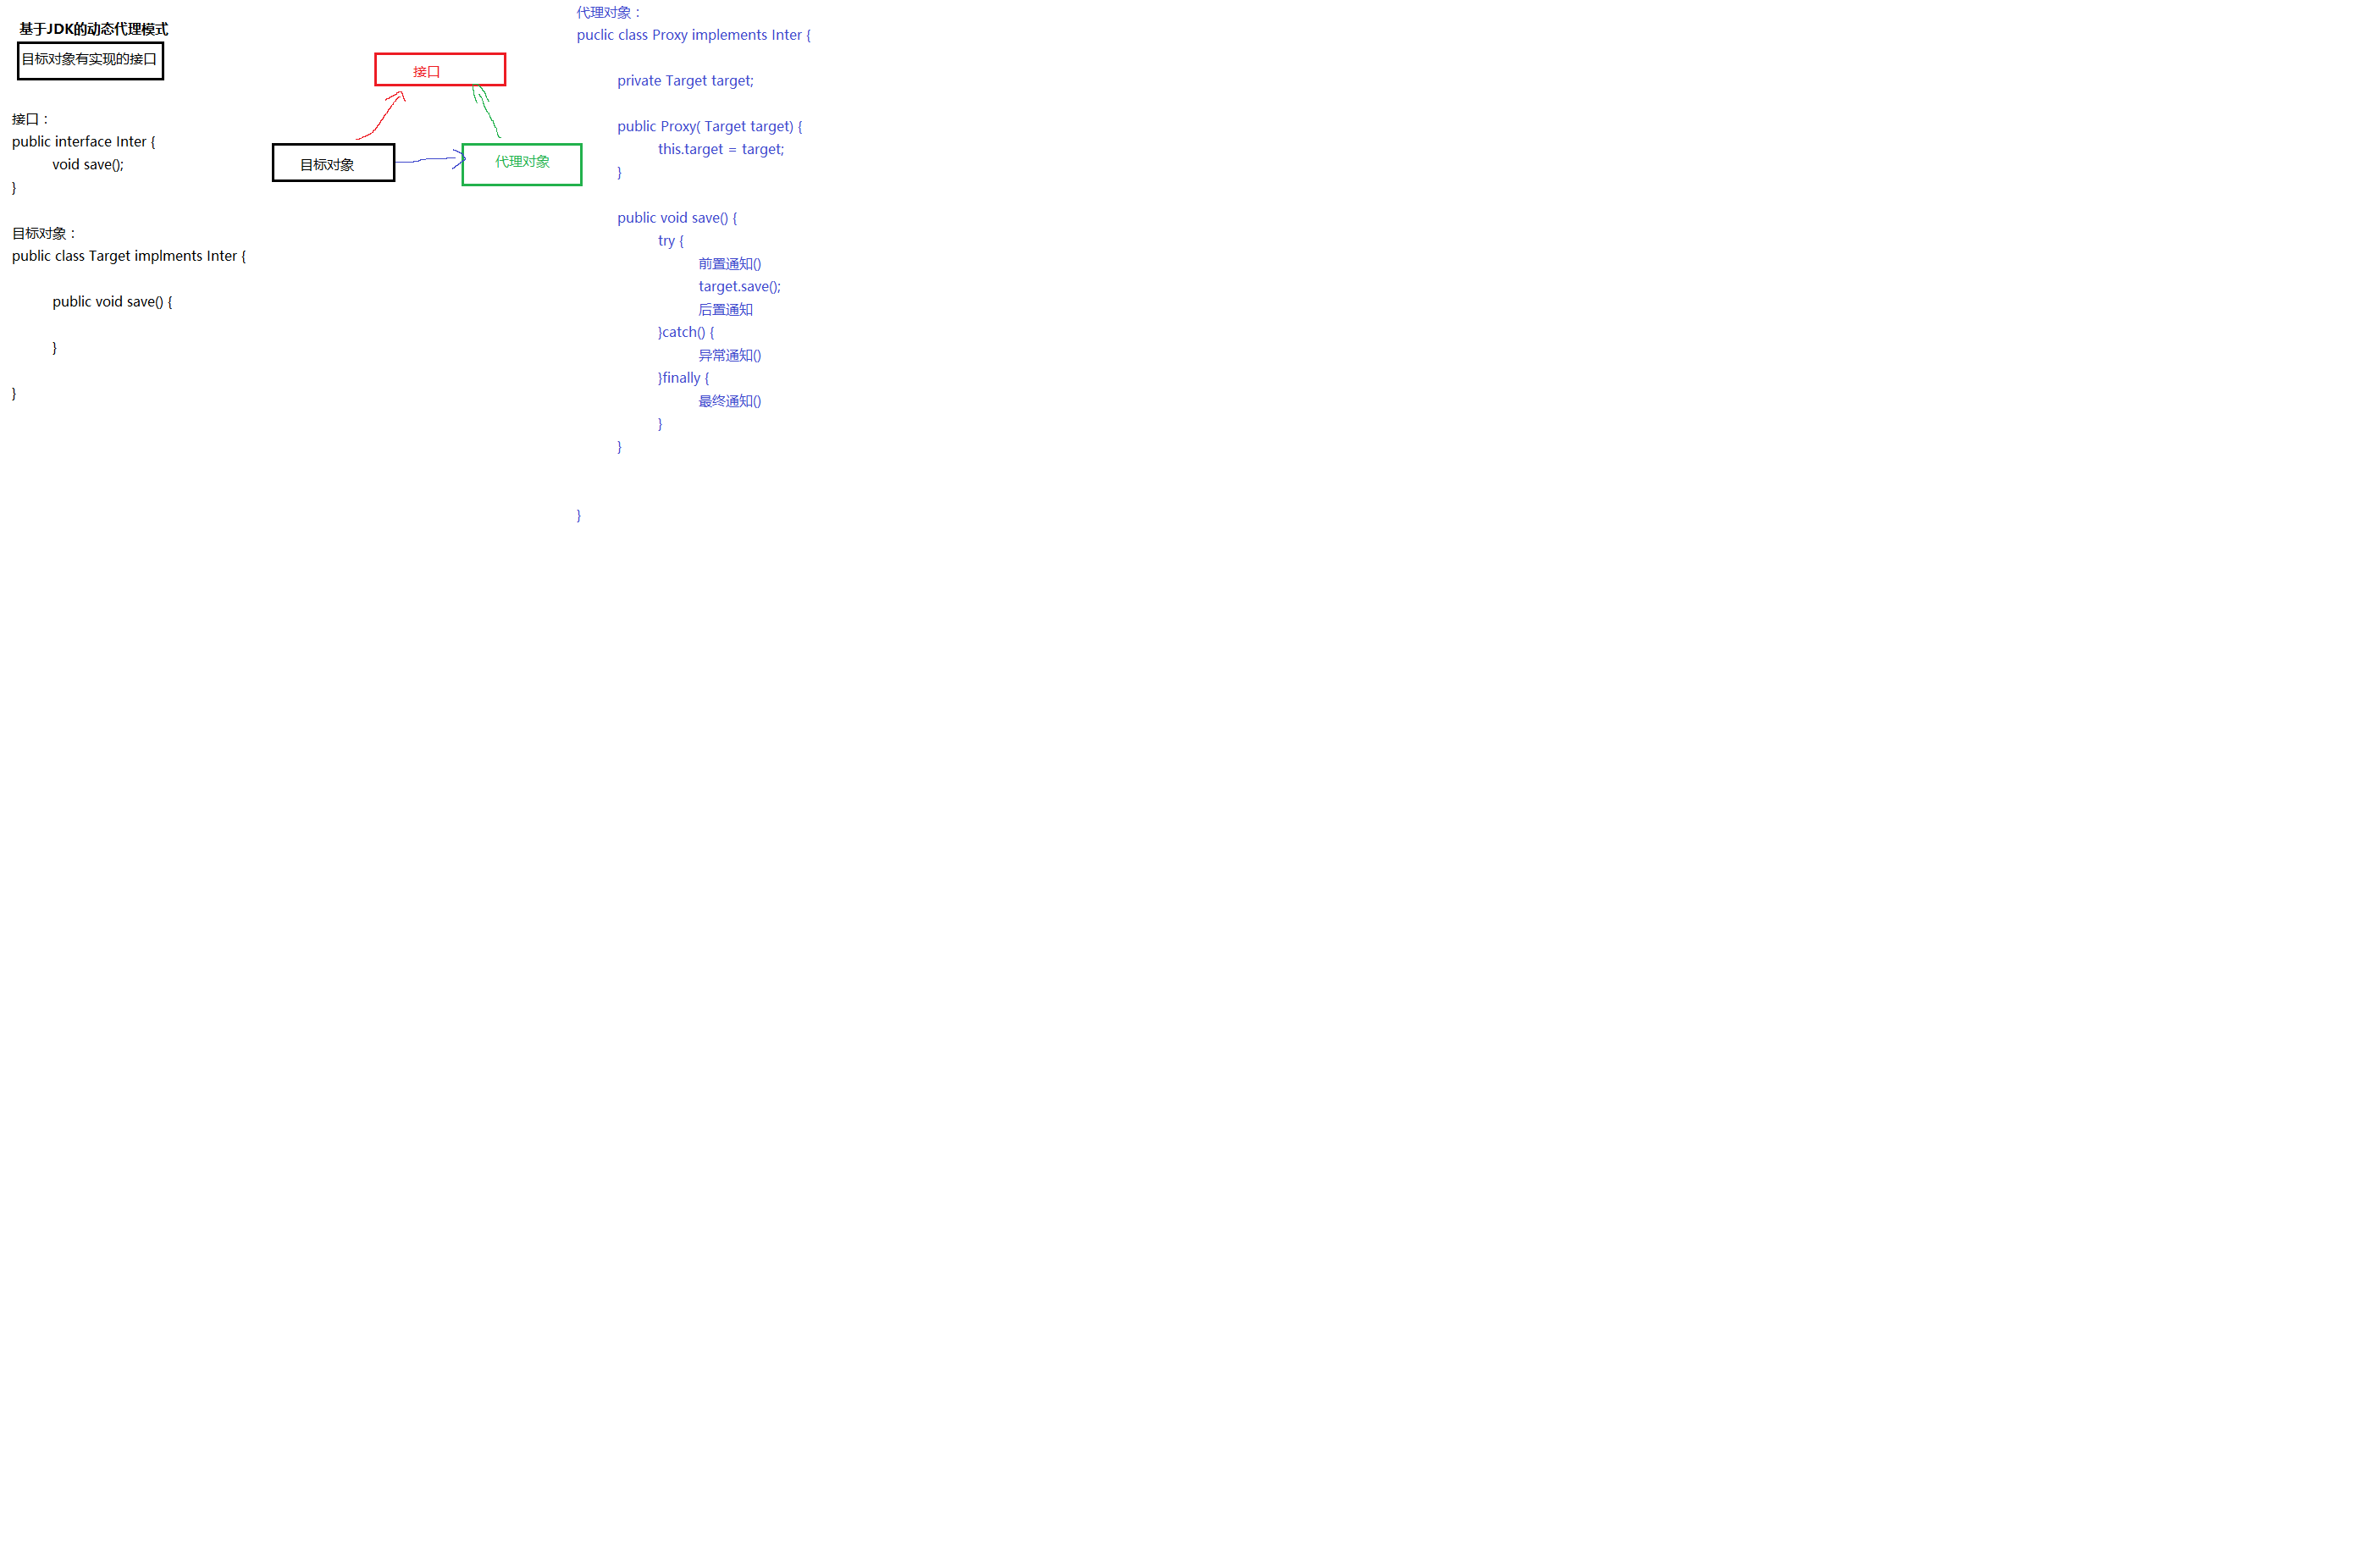 基于JDK的动态代理模式
目标对象有实现的接口
接口：
public interface Inter {
void save();
}
目标对象：
public class Target implments Inter {
public void save() {
}
}
接口
目标对象
代理对象
代理对象：
puclic class Proxy implements Inter {
private Target target;
public Proxy( Target target) {
this.target = target;
}
public void save() {
try {
前置通知()
target.save();
后置通知
}catch() {
异常通知()
}finally {
最终通知()
}
}
}